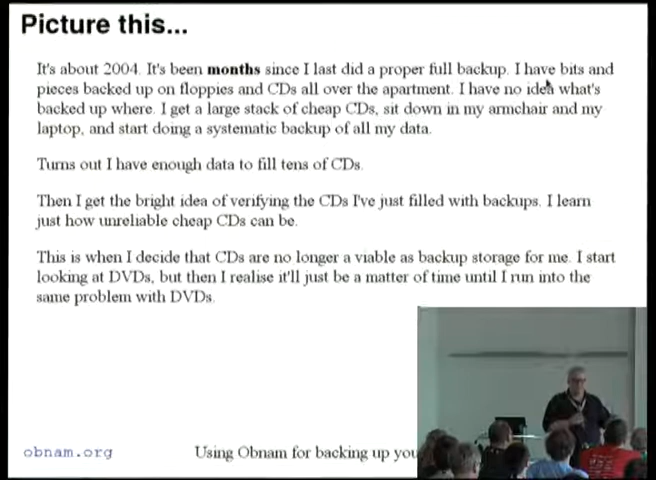 Picture this...
It's about 2004. It's been months since I last did a proper full backup. I have bits and
pieces backed up on floppies and CDs all over the apartment. I have no idea what's
backed up where. I get a large stack of cheap CDs, sit down in my armchair and my
laptop, and start doing a systematic backup of all my data.
Turns out I have enough data to fill tens of CDs.
Then I get the bright idea of verifying the CDs I've just filled with backups. I learn
just how unreliable cheap CDs can be.
This is when I decide that CDs are no longer a viable as backup storage for me. I start
looking at DVDs, but then I realise it'll just be a matter of time until I run into the
same problem with DVDs.
obnam.org
Using Obnam for backing up you